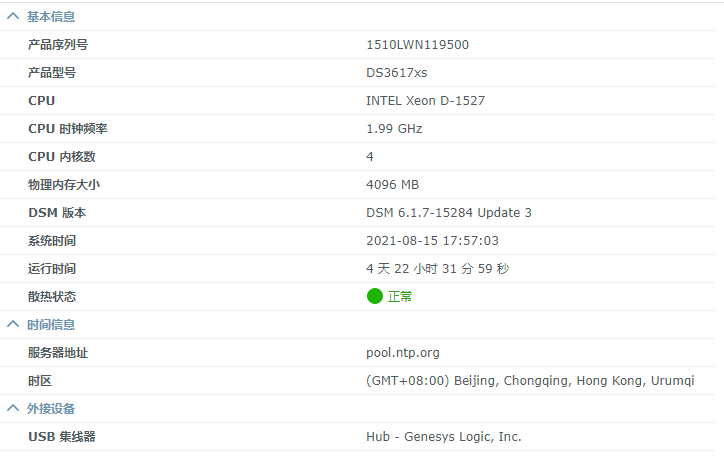 基本信息
产品序列号 1510LWN119500
产品型号 DS3617xs
CPU INTEL Xeon D-1527
CPU 时钟频率 1.99 GHz
CPU 内核数 4
物理内存大小 4096 MB
DSM 版本 DSM 6.1.7-15284 Update 3
系统时间 2021-08-15 17:57:03
运行时间 4 天 22 小时 31 分 59 秒
散热状态 正常
时间信息
服务器地址 pool.ntp.org
时区 (GMT+08:00) Beijing, Chongqing, Hong Kong, Urumqi
外接设备
USB 集线器 Hub - Genesys Logic, Inc.